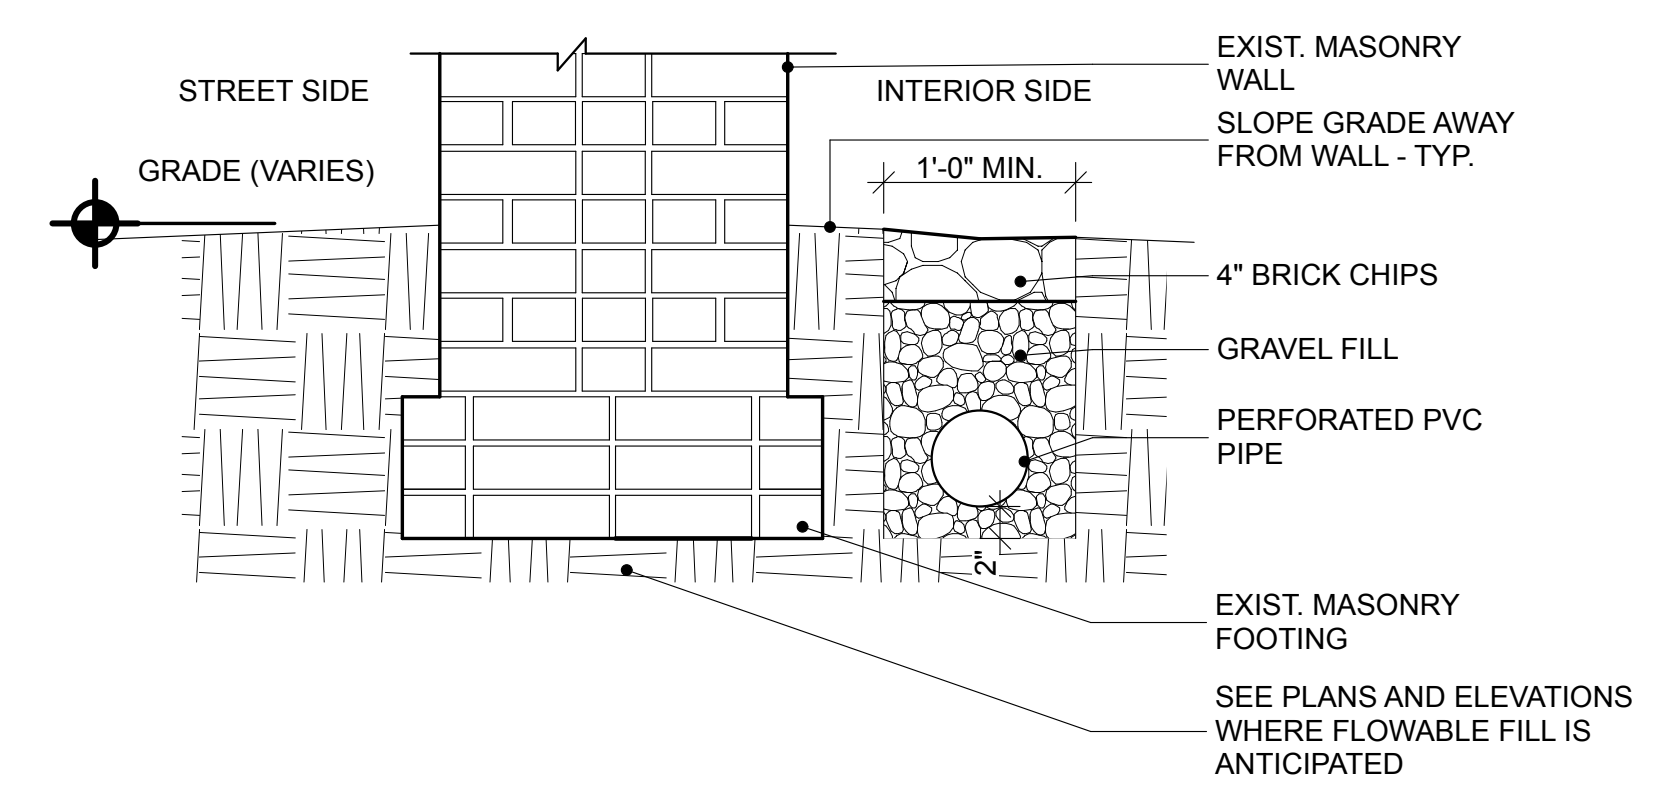 STREET SIDE
GRADE (VARIES)
INTERIOR SIDE
1'-0" MIN.
EXIST. MASONRY
WALL
SLOPE GRADE AWAY
FROM WALL - TYP.
4" BRICK CHIPS
GRAVEL FILL
PERFORATED PVC
PIPE
2"
EXIST. MASONRY
FOOTING
SEE PLANS AND ELEVATIONS
WHERE FLOWABLE FILL IS
ANTICIPATED